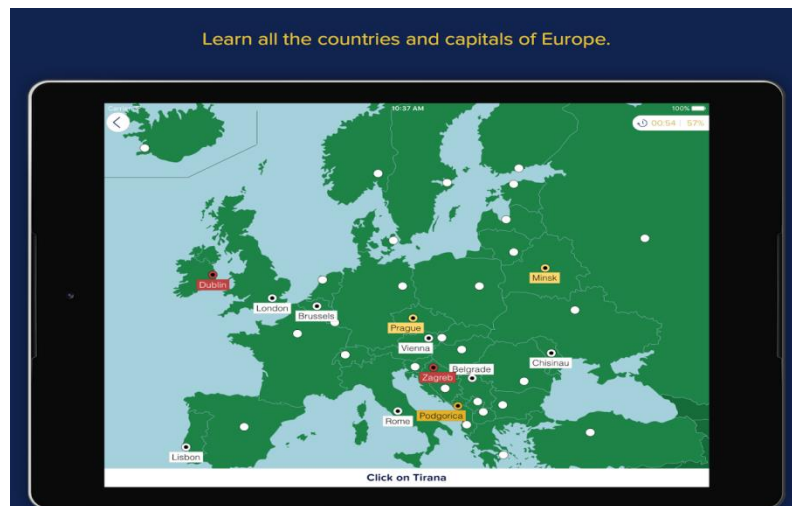 Learn all the countries and capitals of Europe.
Carrier
10:37 AM
100%
00:54 | 57%
Dublin
London
Brussels
Minsk
Prague
Vienna
Chisinau
Zagreb
Belgrade
Podgorica
Rome
Lisbon
Click on Tirana